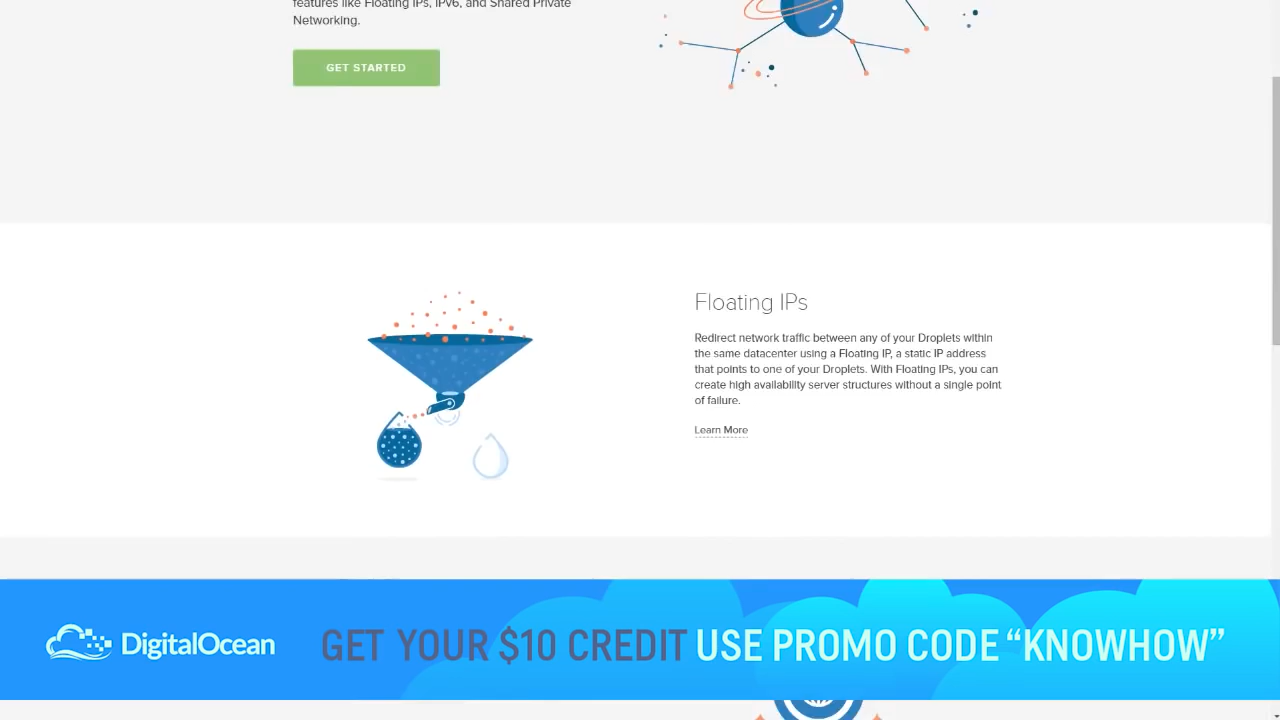 features like Floating IPs, IPv6, and Shared Private
Networking.
GET STARTED
Floating IPs
Redirect network traffic between any of your Droplets within
the same datacenter using a Floating IP, a static IP address
that points to one of your Droplets. With Floating IPs, you can
create high availability server structures without a single point
of failure.
Learn More
DigitalOcean
GET YOUR $10 CREDIT USE PROMO CODE “KNOWHOW”